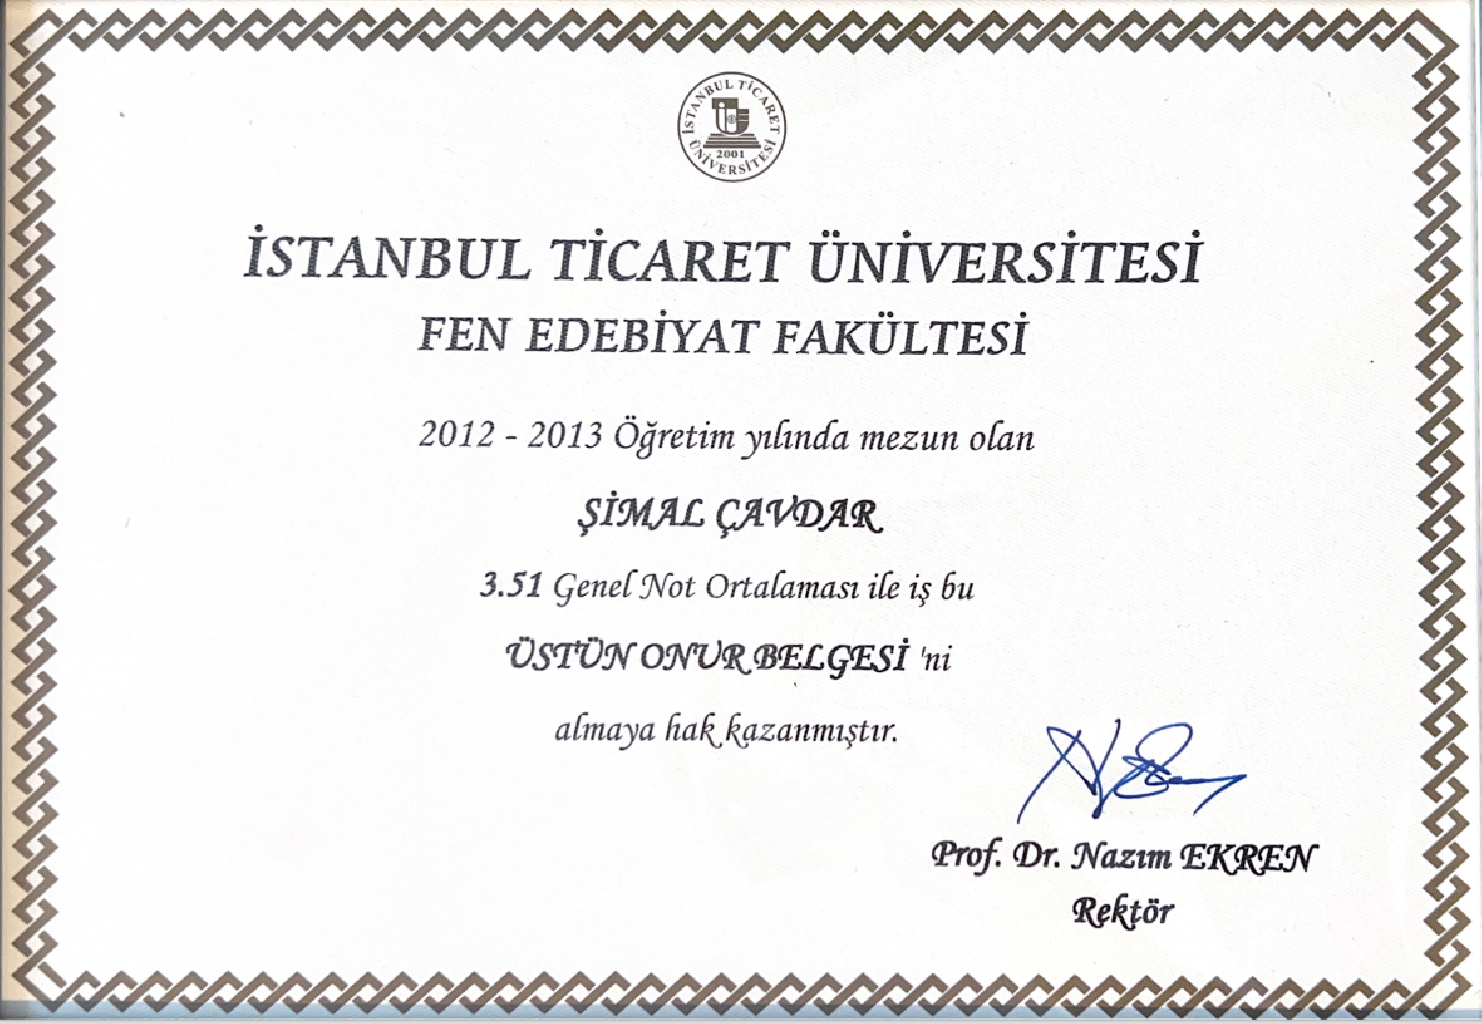 İSTANBUL TİCARET
ÜNİVERSİTESİ
2001
İSTANBUL TİCARET ÜNİVERSİTESİ
FEN EDEBİYAT FAKÜLTESİ
2012 - 2013 Öğretim yılında mezun olan
ŞİMAL ÇAVDAR
3.51 Genel Not Ortalaması ile iş bu
ÜSTÜN ONUR BELGESİ 'ni
almaya hak kazanmıştır.
Prof. Dr. Nazım EKREN
Rektör